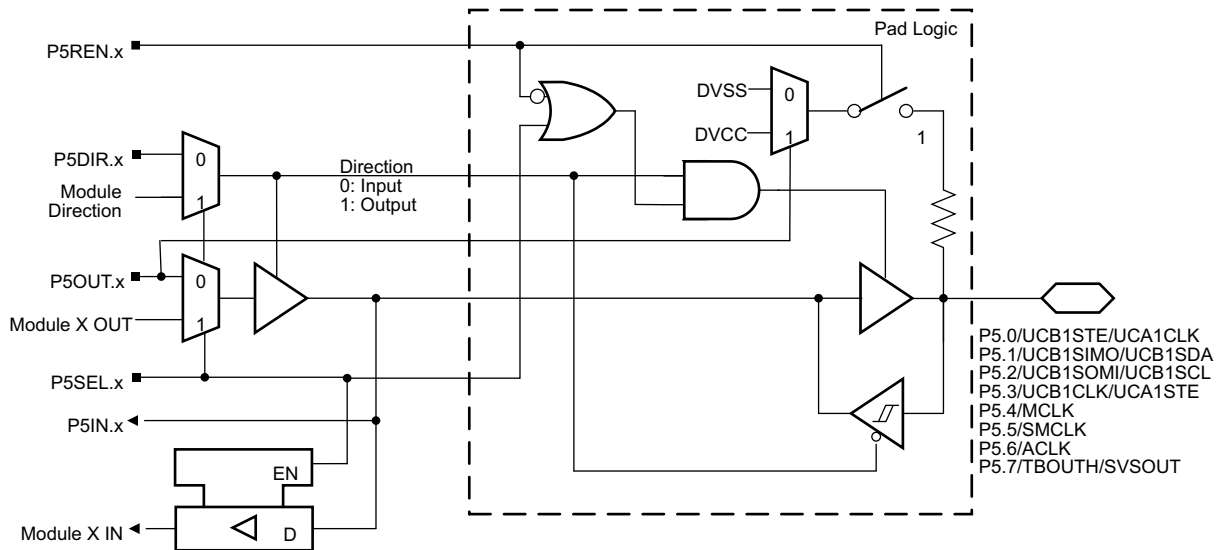 Pad Logic
P5REN.x
DVSS
0
DVCC
1
1
P5DIR.x
0
Module
Direction
1
Direction
0: Input
1: Output
P5OUT.x
0
Module X OUT
1
P5SEL.x
P5IN.x
EN
Module X IN
D
P5.0/UCB1STE/UCA1CLK
P5.1/UCB1SIMO/UCB1SDA
P5.2/UCB1SOMI/UCB1SCL
P5.3/UCB1CLK/UCA1STE
P5.4/MCLK
P5.5/SMCLK
P5.6/ACLK
P5.7/TBOUTH/SVSOUT